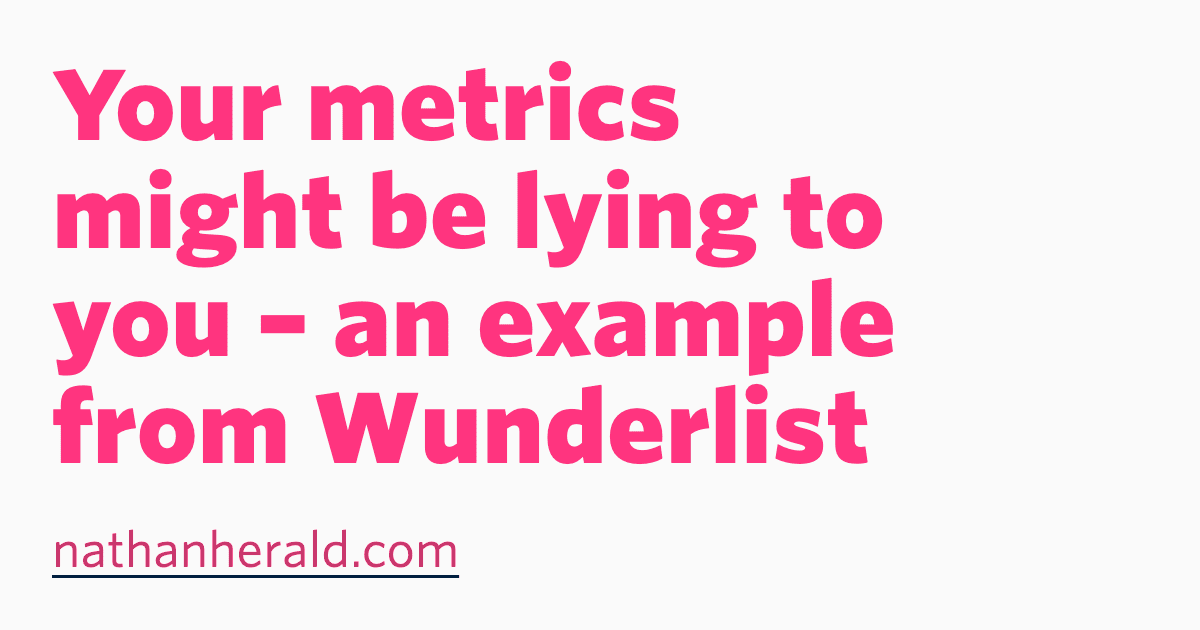 Your metrics
might be lying to
you – an example
from Wunderlist
nathanherald.com